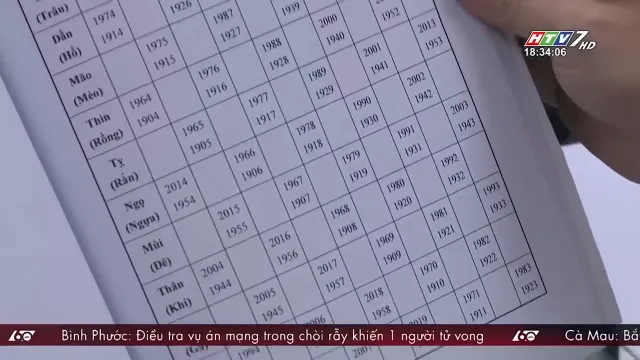 HTV7 HD
18:34:06
(Trâu)
Dần 1974
(Hổ) 1914 1926
Mão 1975 1987
(Mèo) 1915 1927 1939
Thìn 1964 1976 1988 2000
(Rồng) 1904 1916 1928 1940 1952
Tỵ 1965 1977 1989 2001 2013
(Rắn) 1905 1917 1929 1941 1953
Ngọ 2014 1966 1978 1990 2002
(Ngựa) 1954 1906 1918 1930 1942
Mùi 2015 1967 1979 1991 2003
(Dê) 1955 1907 1919 1931 1943
Thân 2004 2016 1968 1980 1992
(Khỉ) 1944 1956 1908 1920 1932
2005 2017 1969 1981 1993
(Gà) 1945 1957 1909 1921 1933
1994 2006 2018 1970 1982
1958 1910 1922
1971 1983
1911 1923
60 Bình Phước: Điều tra vụ án mạng trong chòi rẫy khiến 1 người tử vong 60 Cà Mau: Bắ